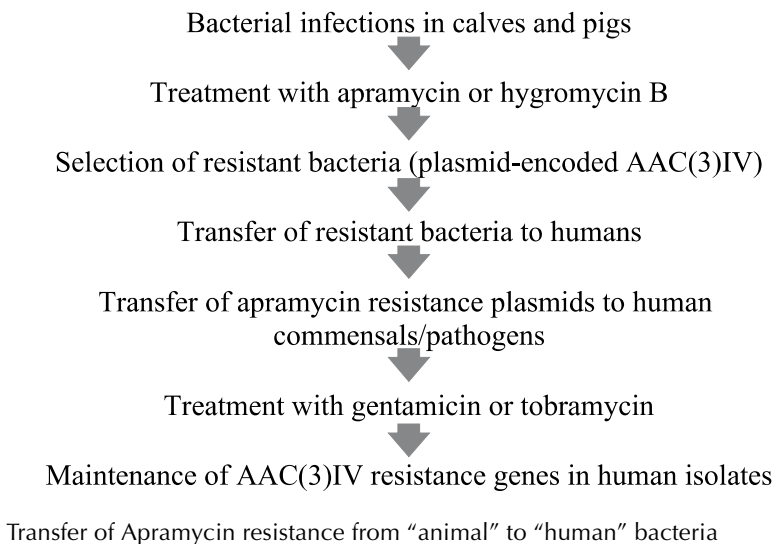 Bacterial infections in calves and pigs
Treatment with apramycin or hygromycin B
Selection of resistant bacteria (plasmid-encoded AAC(3)IV)
Transfer of resistant bacteria to humans
Transfer of apramycin resistance plasmids to human
commensals/pathogens
Treatment with gentamicin or tobramycin
Maintenance of AAC(3)IV resistance genes in human isolates
Transfer of Apramycin resistance from “animal” to “human” bacteria